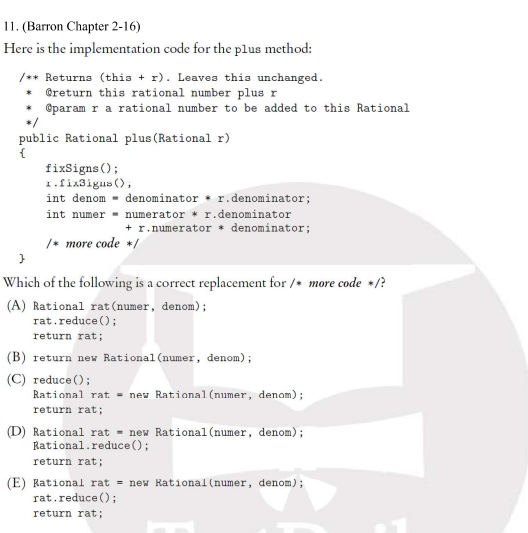 11. (Barron Chapter 2-16)
Here is the implementation code for the plus method:
/** Returns (this + r). Leaves this unchanged.
* @return this rational number plus r
* @param r a rational number to be added to this Rational
*/
public Rational plus(Rational r)
{
fixSigns();
r.fixSigns();
int denom = denominator * r.denominator;
int numer = numerator * r.denominator
+ r.numerator * denominator;
/* more code */
}
Which of the following is a correct replacement for /* more code */?
(A) Rational rat(numer, denom);
rat.reduce();
return rat;
(B) return new Rational(numer, denom);
(C) reduce();
Rational rat = new Rational(numer, denom);
return rat;
(D) Rational rat = new Rational(numer, denom);
Rational.reduce();
return rat;
(E) Rational rat = new Rational(numer, denom);
rat.reduce();
return rat;